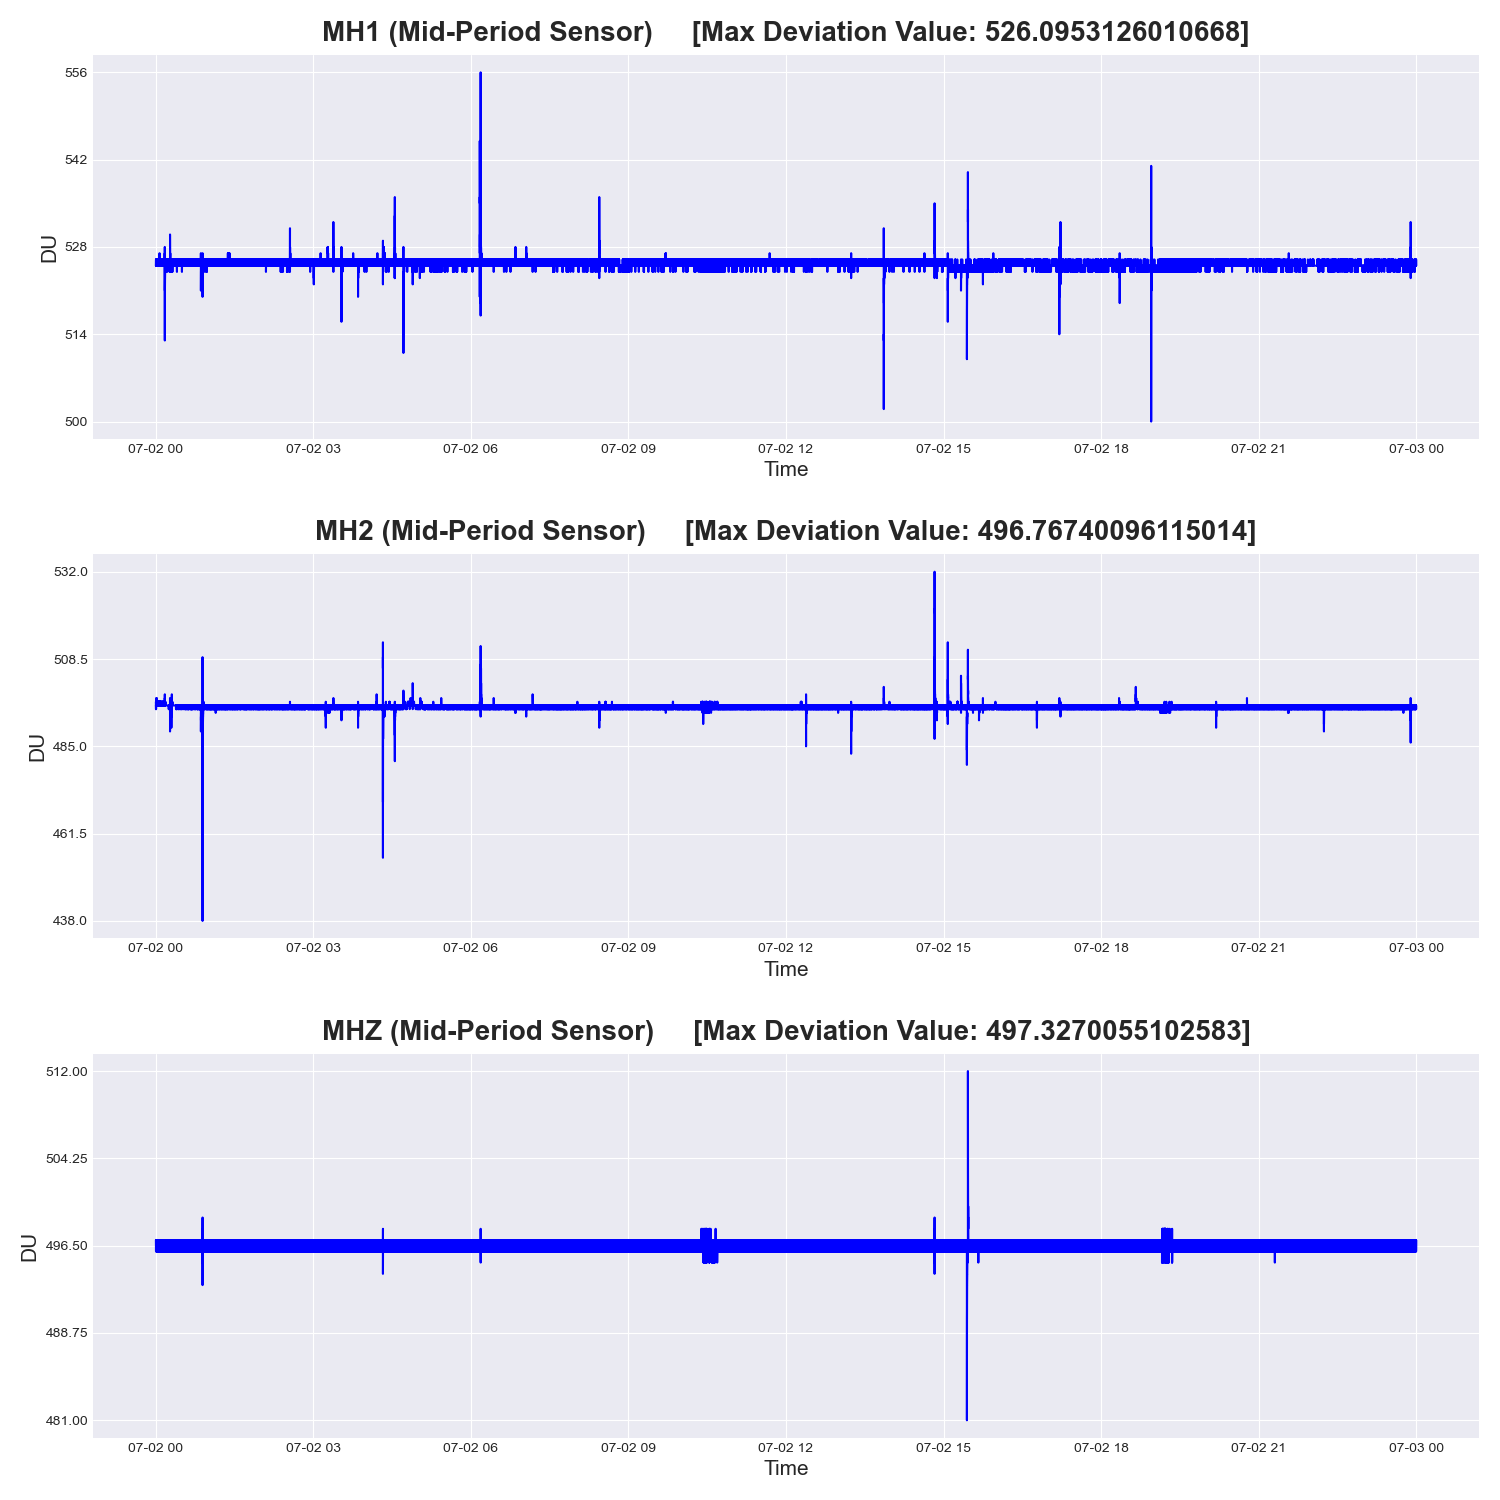 MH1 (Mid-Period Sensor) [Max Deviation Value: 526.0953126010668]
556
542
528
514
500
DU
07-02 00 07-02 03 07-02 06 07-02 09 07-02 12 07-02 15 07-02 18 07-02 21 07-03 00
Time
MH2 (Mid-Period Sensor) [Max Deviation Value: 496.76740096115014]
532.0
508.5
485.0
461.5
438.0
DU
07-02 00 07-02 03 07-02 06 07-02 09 07-02 12 07-02 15 07-02 18 07-02 21 07-03 00
Time
MHZ (Mid-Period Sensor) [Max Deviation Value: 497.3270055102583]
512.00
504.25
496.50
488.75
481.00
DU
07-02 00 07-02 03 07-02 06 07-02 09 07-02 12 07-02 15 07-02 18 07-02 21 07-03 00
Time